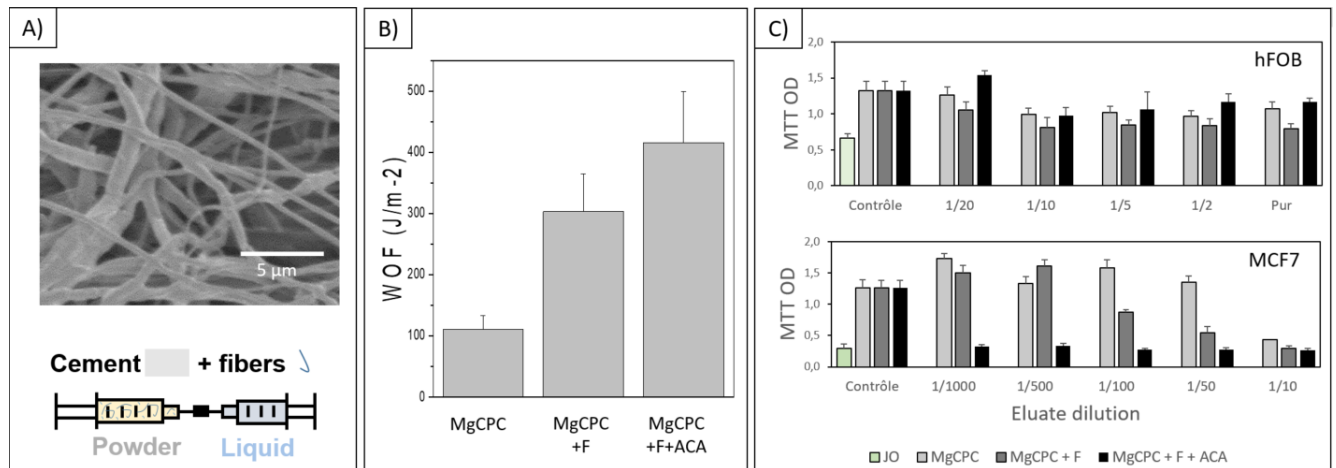 A)
5 µm
Cement + fibers
Powder Liquid
B)
WOF (J/m-2)
500
400
300
200
100
0
MgCPC
MgCPC
+F
MgCPC
+F+ACA
C)
hFOB
MTT OD
2,0
1,5
1,0
0,5
0,0
Contrôle 1/20 1/10 1/5 1/2 Pur
MCF7
MTT OD
2,0
1,5
1,0
0,5
0,0
Contrôle 1/1000 1/500 1/100 1/50 1/10
Eluate dilution
JO MgCPC MgCPC + F MgCPC + F + ACA